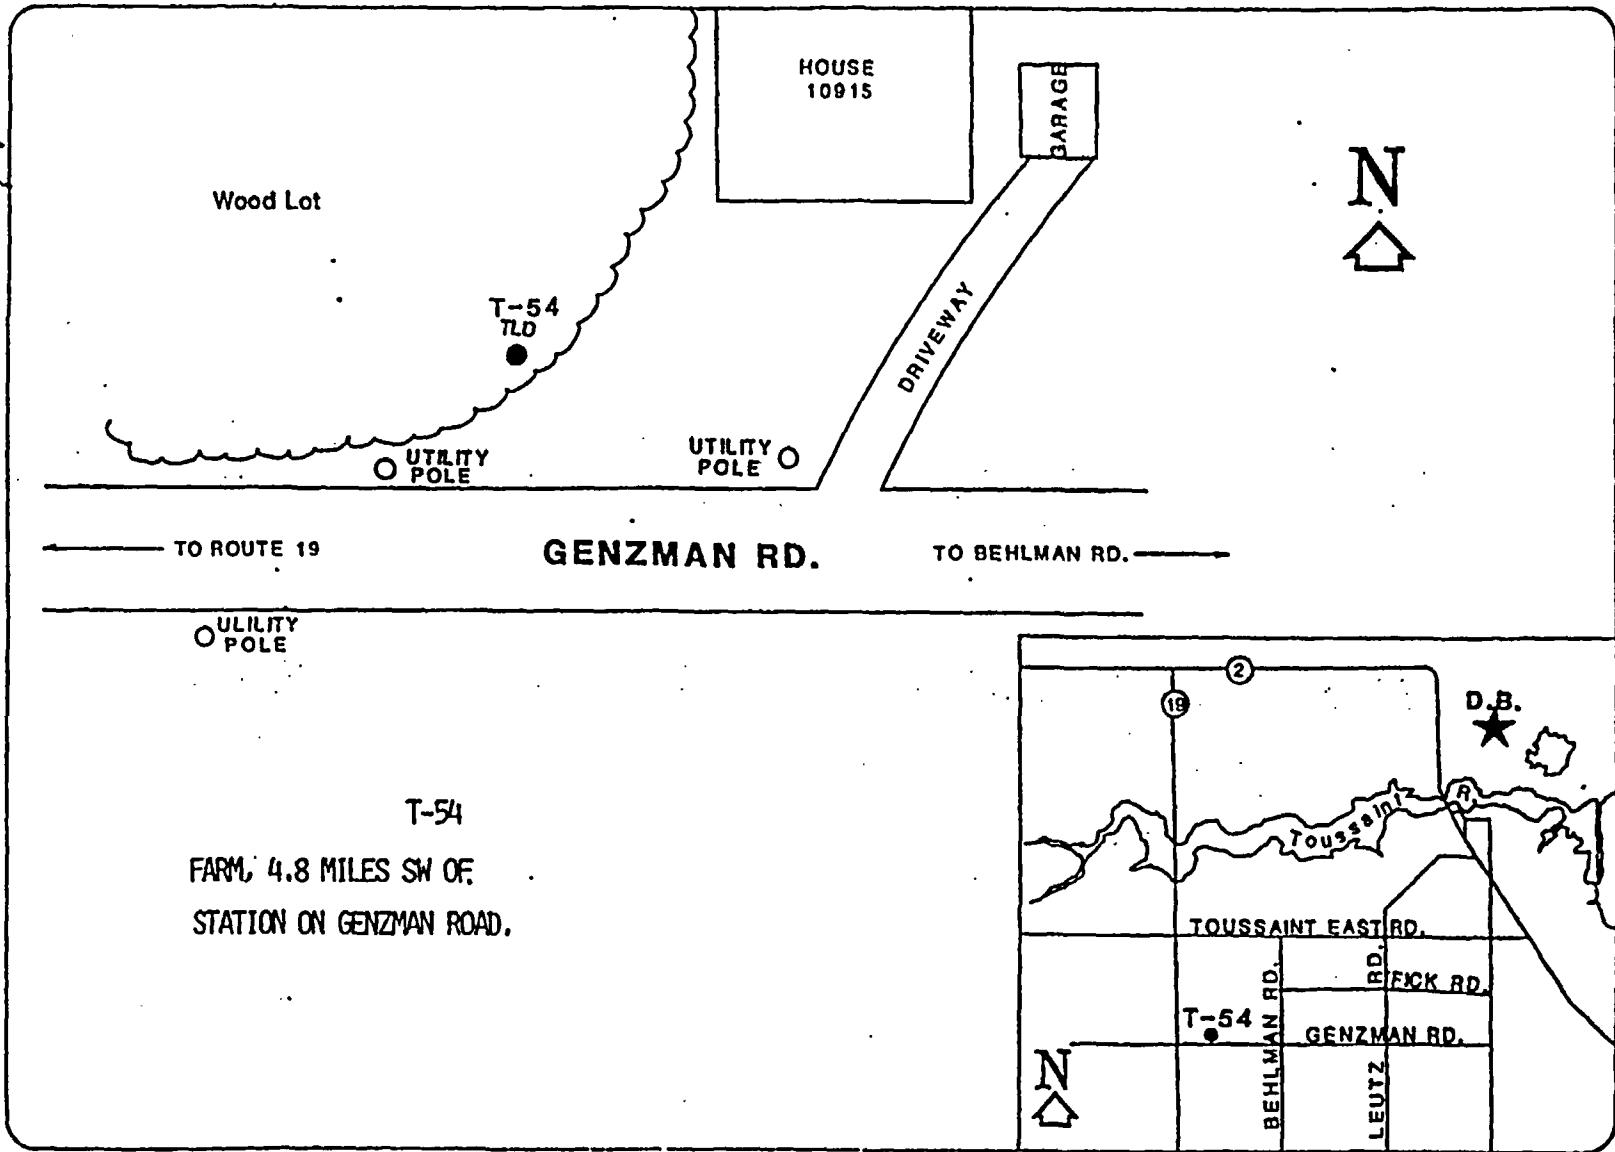 HOUSE
10915
GARAGE
N
Wood Lot
T-54
TLD
DRIVEWAY
UTILITY
POLE
UTILITY
POLE
TO ROUTE 19
GENZMAN RD.
TO BEHLMAN RD.
ULILITY
POLE
T-54
FARM, 4.8 MILES SW OF
STATION ON GENZMAN ROAD.
2
19
D.B.
Toussaint R.
TOUSSAINT EAST RD.
BEHLMAN RD.
LEUTZ RD.
FICK RD.
T-54
GENZMAN RD.
N